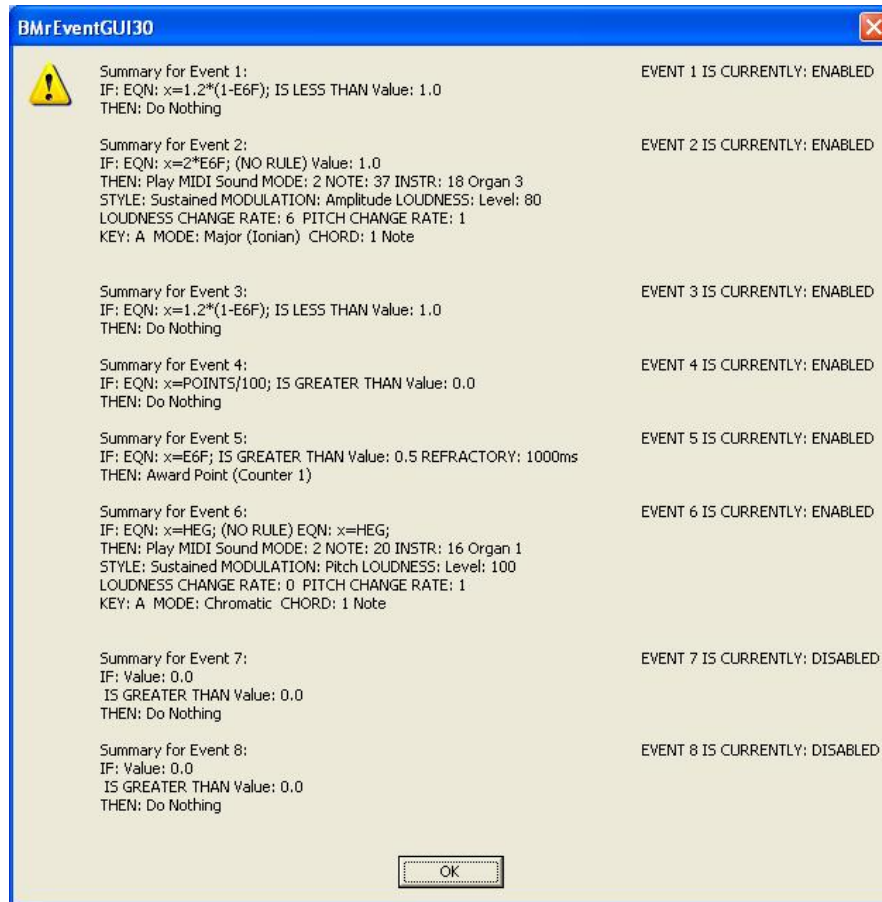 BMrEventGUI30
Summary for Event 1: EVENT 1 IS CURRENTLY: ENABLED
IF: EQN: x=1.2*(1-E6F); IS LESS THAN Value: 1.0
THEN: Do Nothing
Summary for Event 2: EVENT 2 IS CURRENTLY: ENABLED
IF: EQN: x=2*E6F; (NO RULE) Value: 1.0
THEN: Play MIDI Sound MODE: 2 NOTE: 37 INSTR: 18 Organ 3
STYLE: Sustained MODULATION: Amplitude LOUDNESS: Level: 80
LOUDNESS CHANGE RATE: 6 PITCH CHANGE RATE: 1
KEY: A MODE: Major (Ionian) CHORD: 1 Note
Summary for Event 3: EVENT 3 IS CURRENTLY: ENABLED
IF: EQN: x=1.2*(1-E6F); IS LESS THAN Value: 1.0
THEN: Do Nothing
Summary for Event 4: EVENT 4 IS CURRENTLY: ENABLED
IF: EQN: x=POINTS/100; IS GREATER THAN Value: 0.0
THEN: Do Nothing
Summary for Event 5: EVENT 5 IS CURRENTLY: ENABLED
IF: EQN: x=E6F; IS GREATER THAN Value: 0.5 REFRACTORY: 1000ms
THEN: Award Point (Counter 1)
Summary for Event 6: EVENT 6 IS CURRENTLY: ENABLED
IF: EQN: x=HEG; (NO RULE) EQN: x=HEG;
THEN: Play MIDI Sound MODE: 2 NOTE: 20 INSTR: 16 Organ 1
STYLE: Sustained MODULATION: Pitch LOUDNESS: Level: 100
LOUDNESS CHANGE RATE: 0 PITCH CHANGE RATE: 1
KEY: A MODE: Chromatic CHORD: 1 Note
Summary for Event 7: EVENT 7 IS CURRENTLY: DISABLED
IF: Value: 0.0
IS GREATER THAN Value: 0.0
THEN: Do Nothing
Summary for Event 8: EVENT 8 IS CURRENTLY: DISABLED
IF: Value: 0.0
IS GREATER THAN Value: 0.0
THEN: Do Nothing
OK